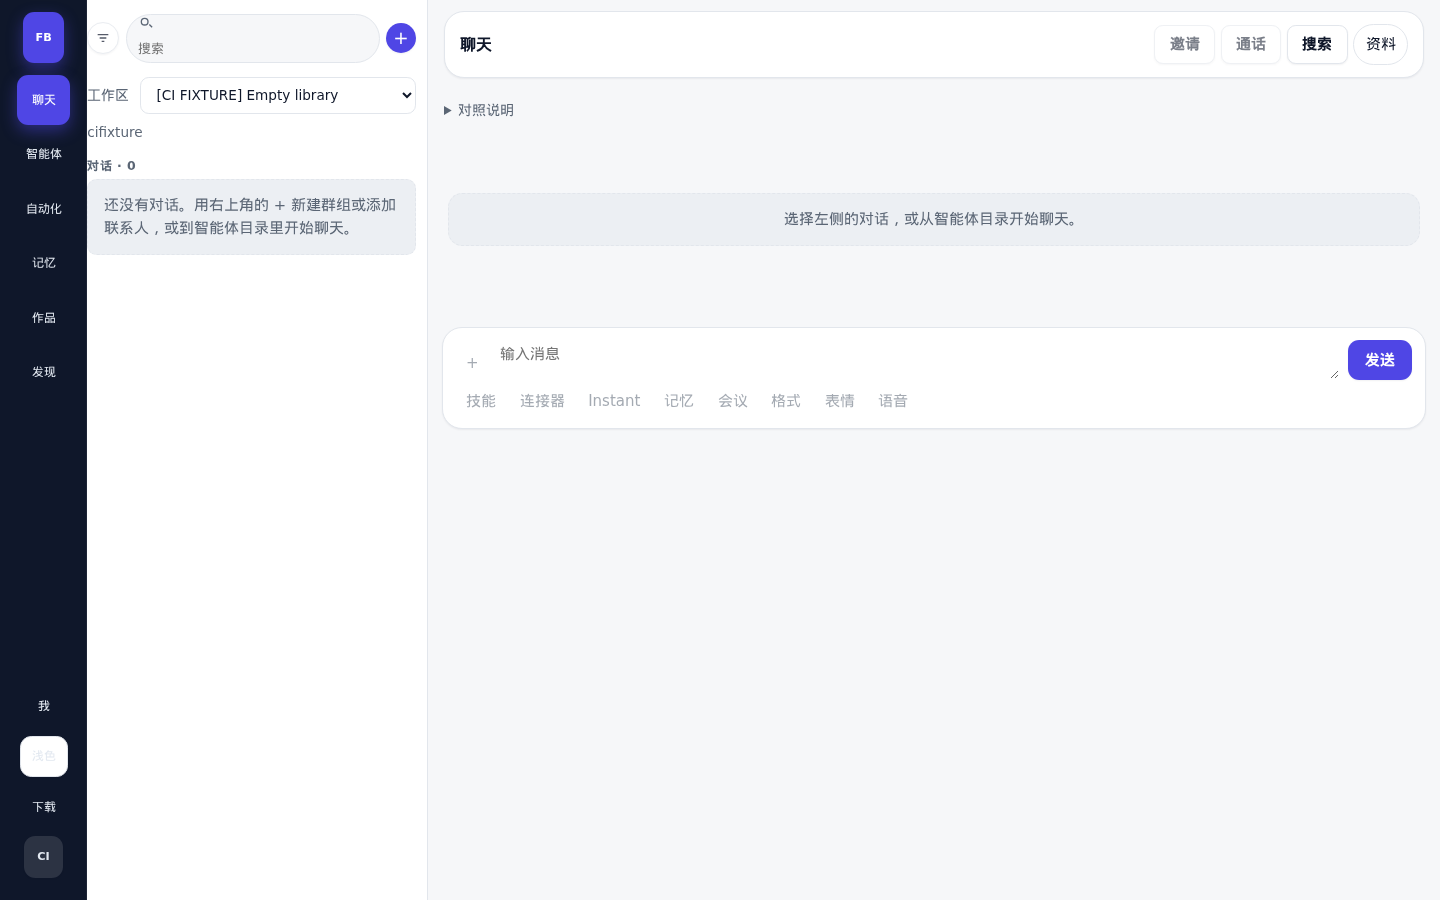 FB
聊天
智能体
自动化
记忆
作品
发现
我
浅色
下载
CI
搜索
工作区 [CI FIXTURE] Empty library
cifixture
对话 · 0
还没有对话。用右上角的 + 新建群组或添加
联系人，或到智能体目录里开始聊天。
聊天
邀请 通话 搜索 资料
对照说明
选择左侧的对话，或从智能体目录开始聊天。
+ 输入消息 发送
技能 连接器 Instant 记忆 会议 格式 表情 语音